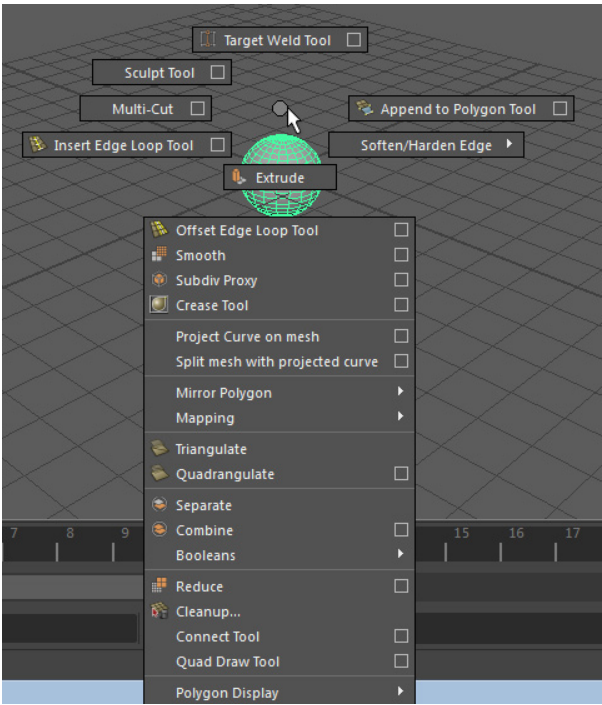 Target Weld Tool
Sculpt Tool
Multi-Cut
Append to Polygon Tool
Insert Edge Loop Tool
Soften/Harden Edge
Extrude
Offset Edge Loop Tool
Smooth
Subdiv Proxy
Crease Tool
Project Curve on mesh
Split mesh with projected curve
Mirror Polygon
Mapping
Triangulate
Quadrangulate
Separate
7 8 9 15 16 17
Combine
Booleans
Reduce
Cleanup...
Connect Tool
Quad Draw Tool
Polygon Display